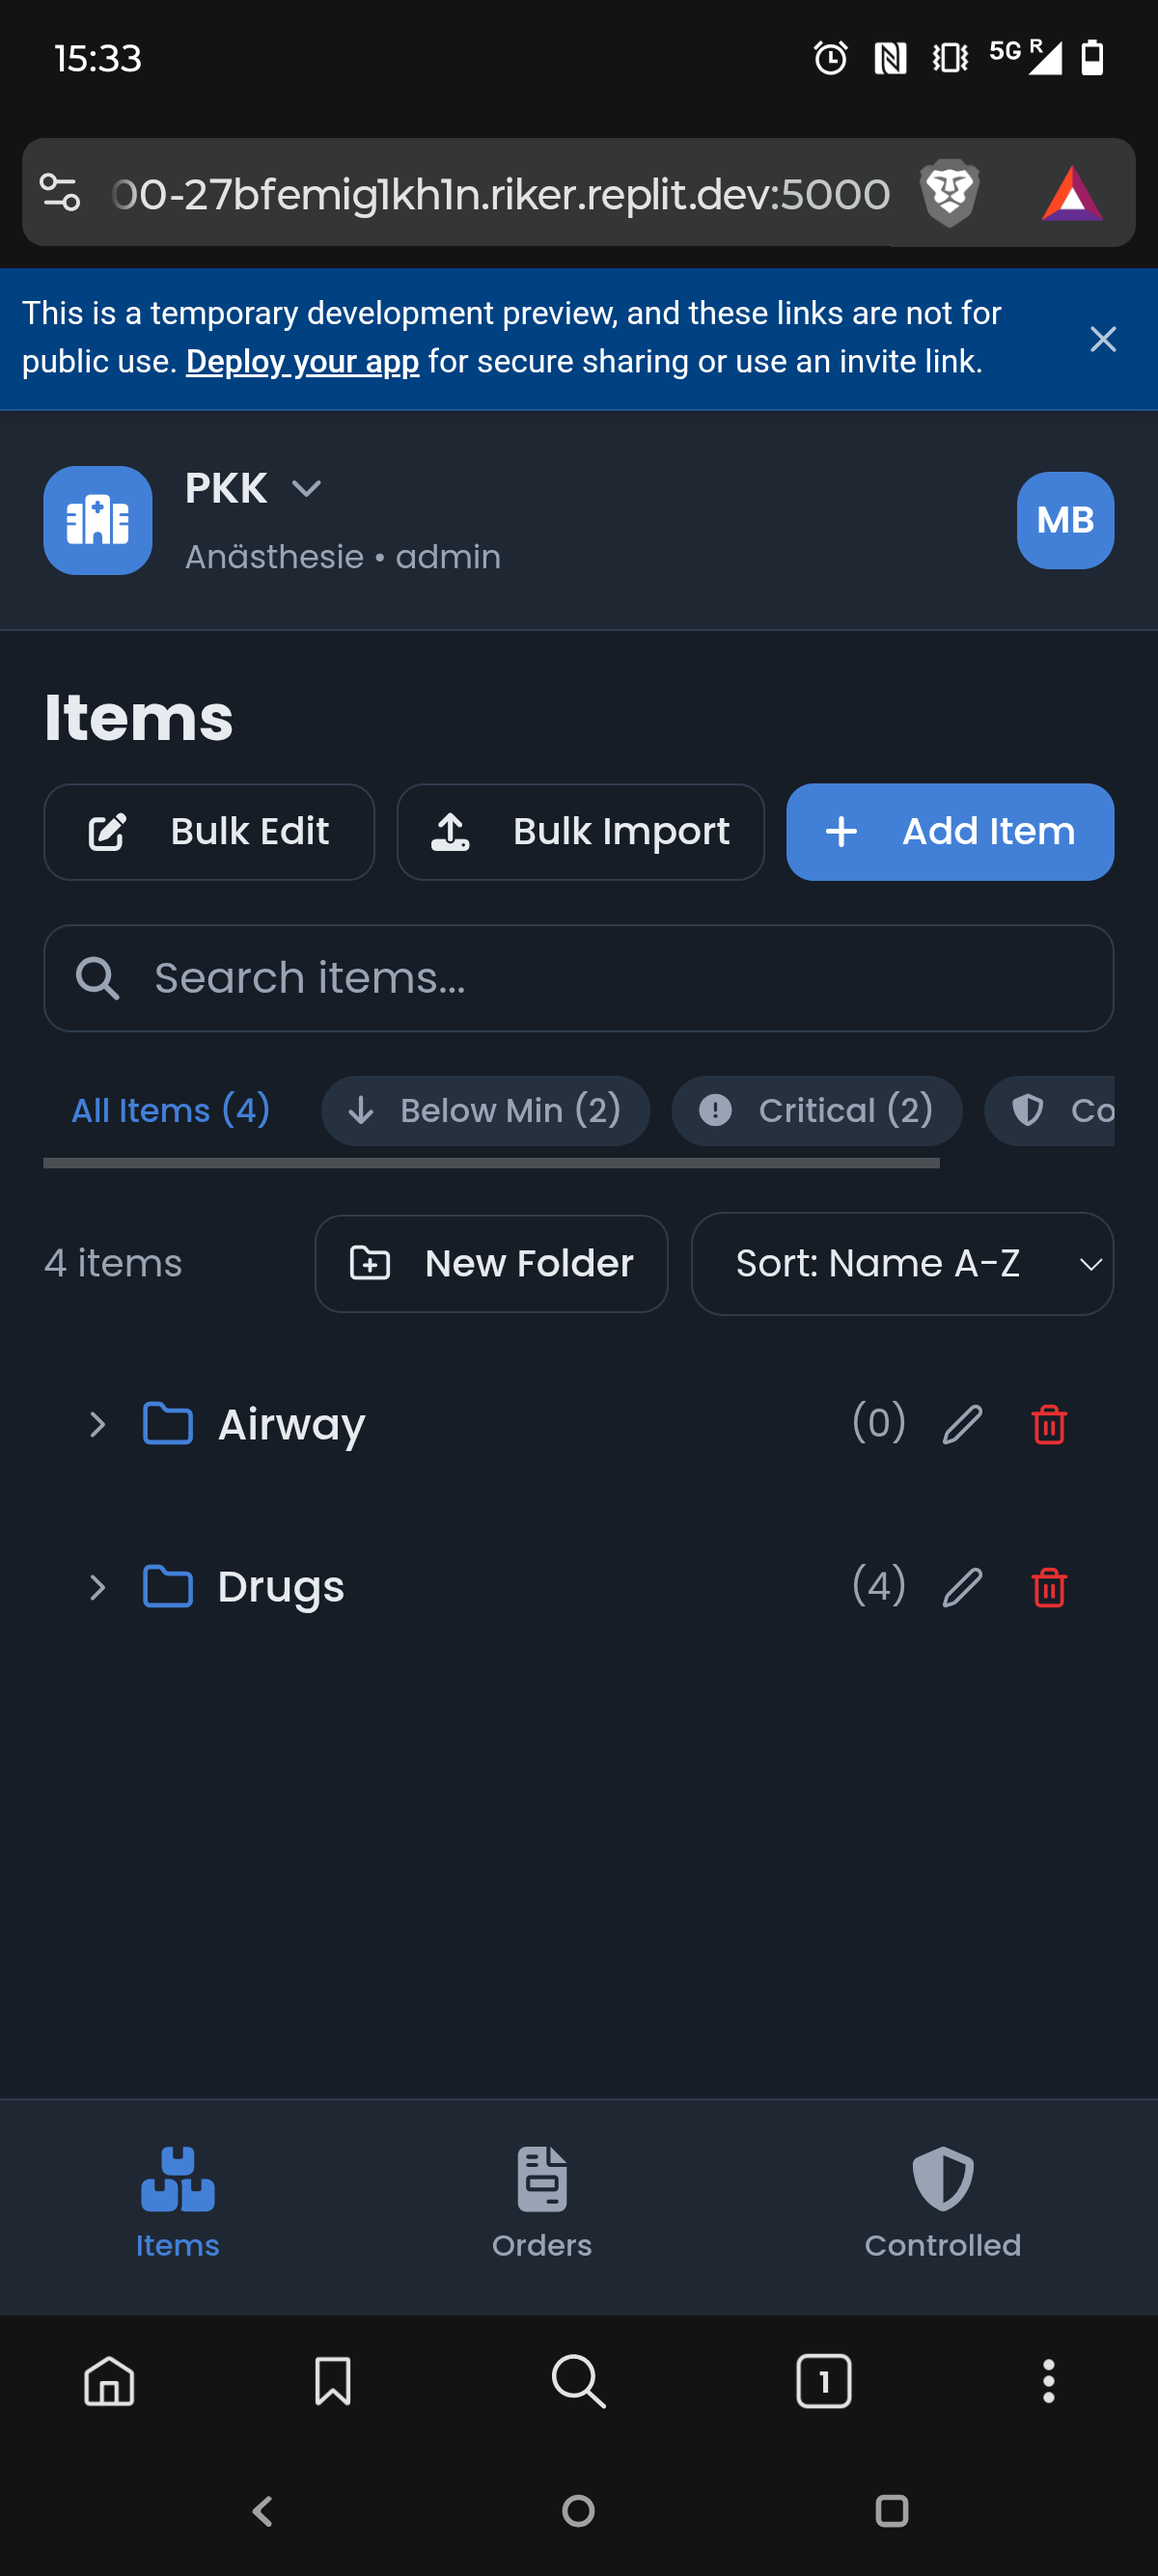 15:33
5G R
00-27bfemig1kh1n.riker.replit.dev:5000
This is a temporary development preview, and these links are not for
public use. Deploy your app for secure sharing or use an invite link.
PKK
Anästhesie • admin
MB
Items
Bulk Edit
Bulk Import
Add Item
Search items...
All Items (4)
Below Min (2)
Critical (2)
Co
4 items
New Folder
Sort: Name A-Z
Airway
(0)
Drugs
(4)
Items
Orders
Controlled
1